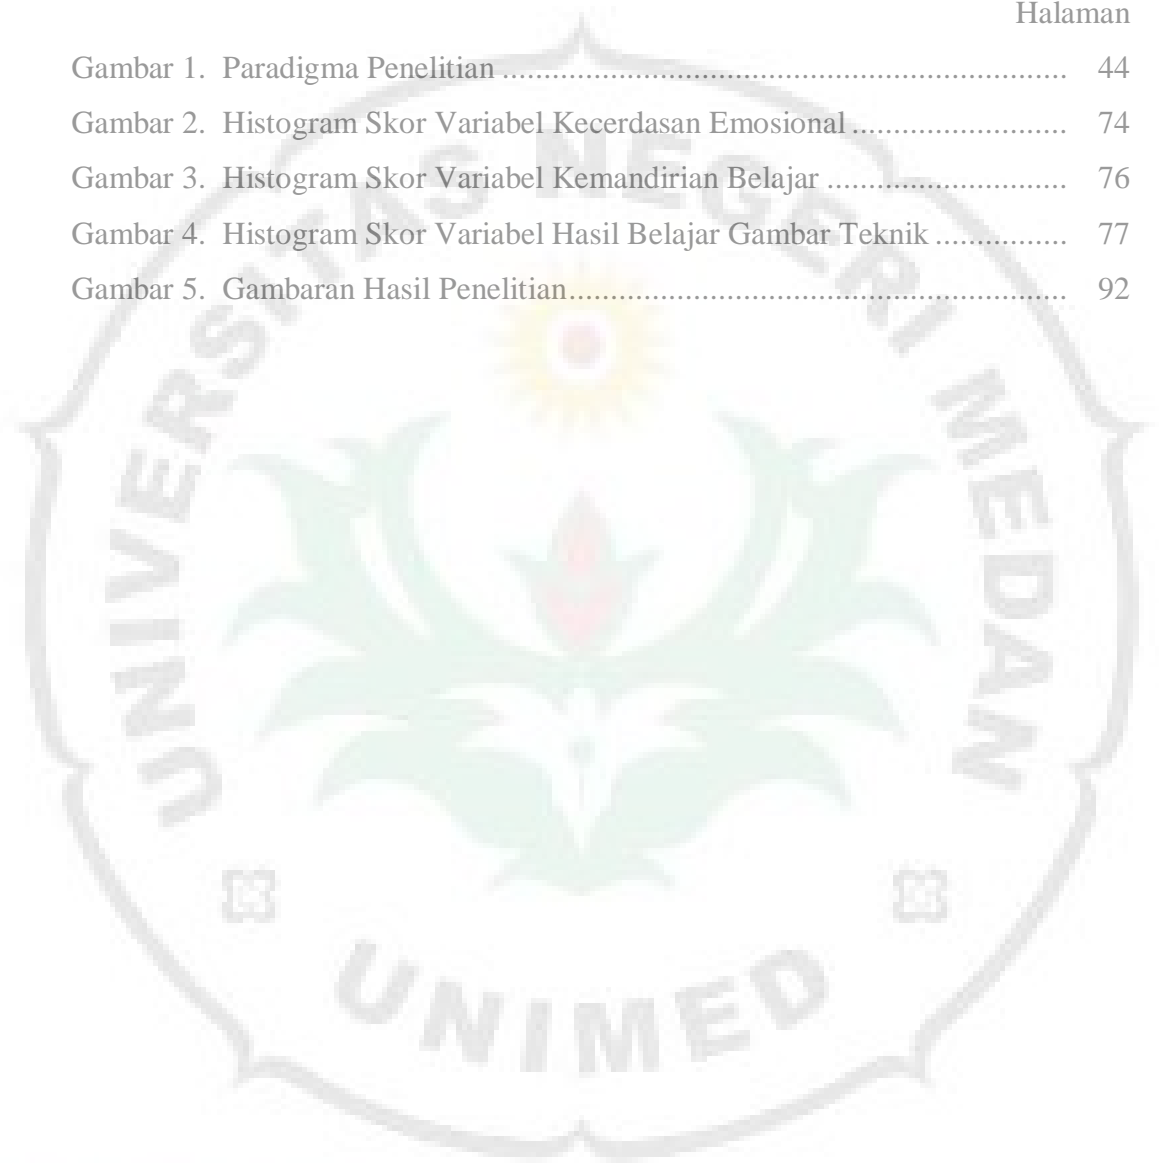 Halaman
Gambar 1. Paradigma Penelitian ........................................................................ 44
Gambar 2. Histogram Skor Variabel Kecerdasan Emosional .......................... 74
Gambar 3. Histogram Skor Variabel Kemandirian Belajar ............................. 76
Gambar 4. Histogram Skor Variabel Hasil Belajar Gambar Teknik ................ 77
Gambar 5. Gambaran Hasil Penelitian............................................................. 92
UNIVERSITAS NEGERI MEDAN
UNIMED